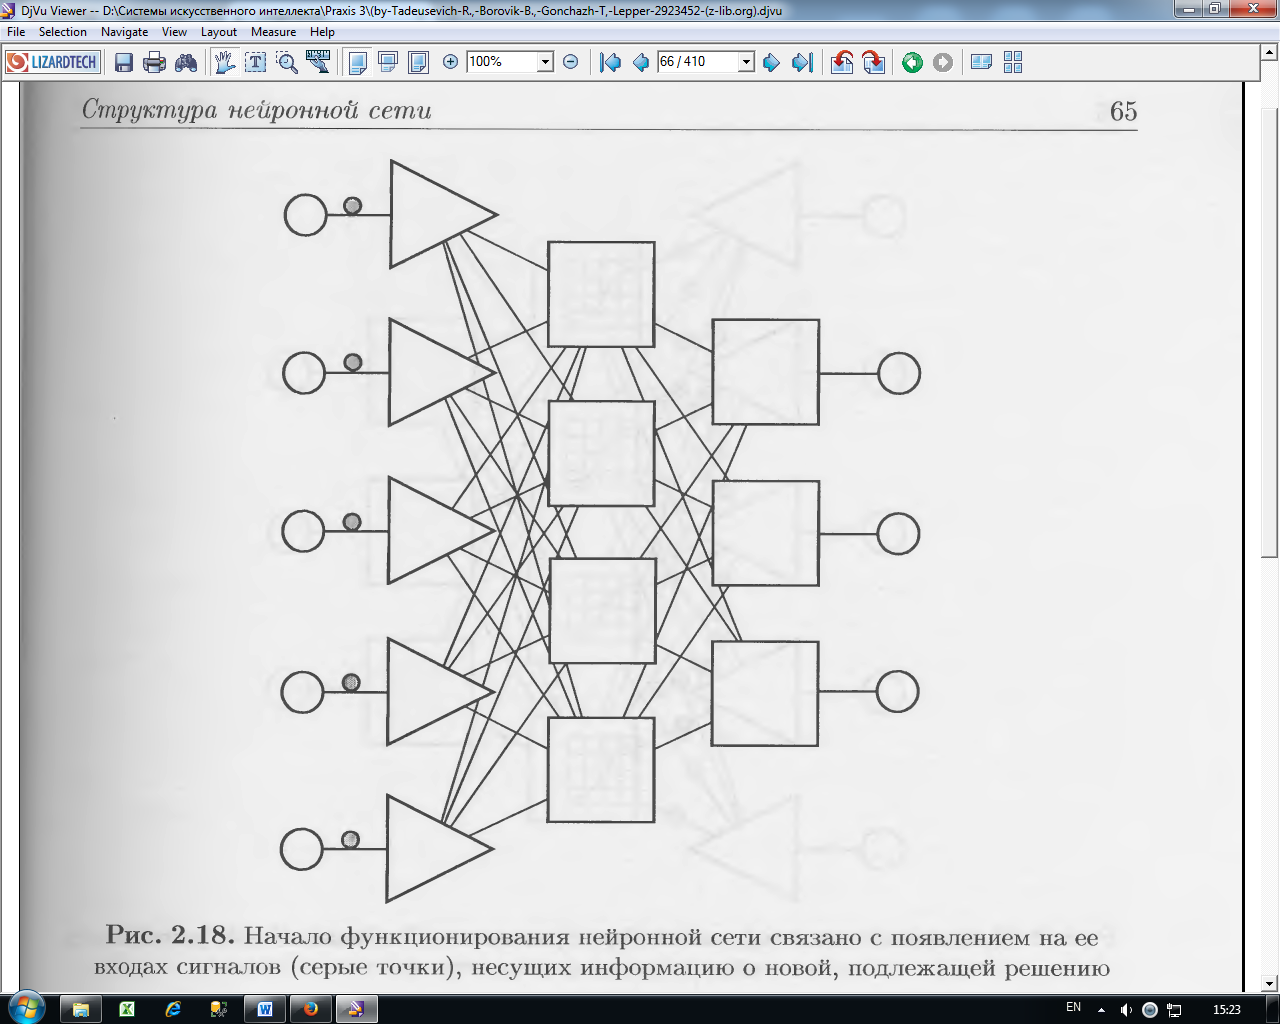 DjVu Viewer -- D:\Системы искусственного интеллекта\Praxis 3\(by-Tadeusevich-R.,-Borovik-B.,-Gonchazh-T,-Lepper-2923452-(z-lib.org).djvu
File Selection Navigate View Layout Measure Help
LIZARDTECH 100% 66 / 410
Структура нейронной сети 65
Рис. 2.18. Начало функционирования нейронной сети связано с появлением на ее
входах сигналов (серые точки), несущих информацию о новой, подлежащей решению
EN 15:23